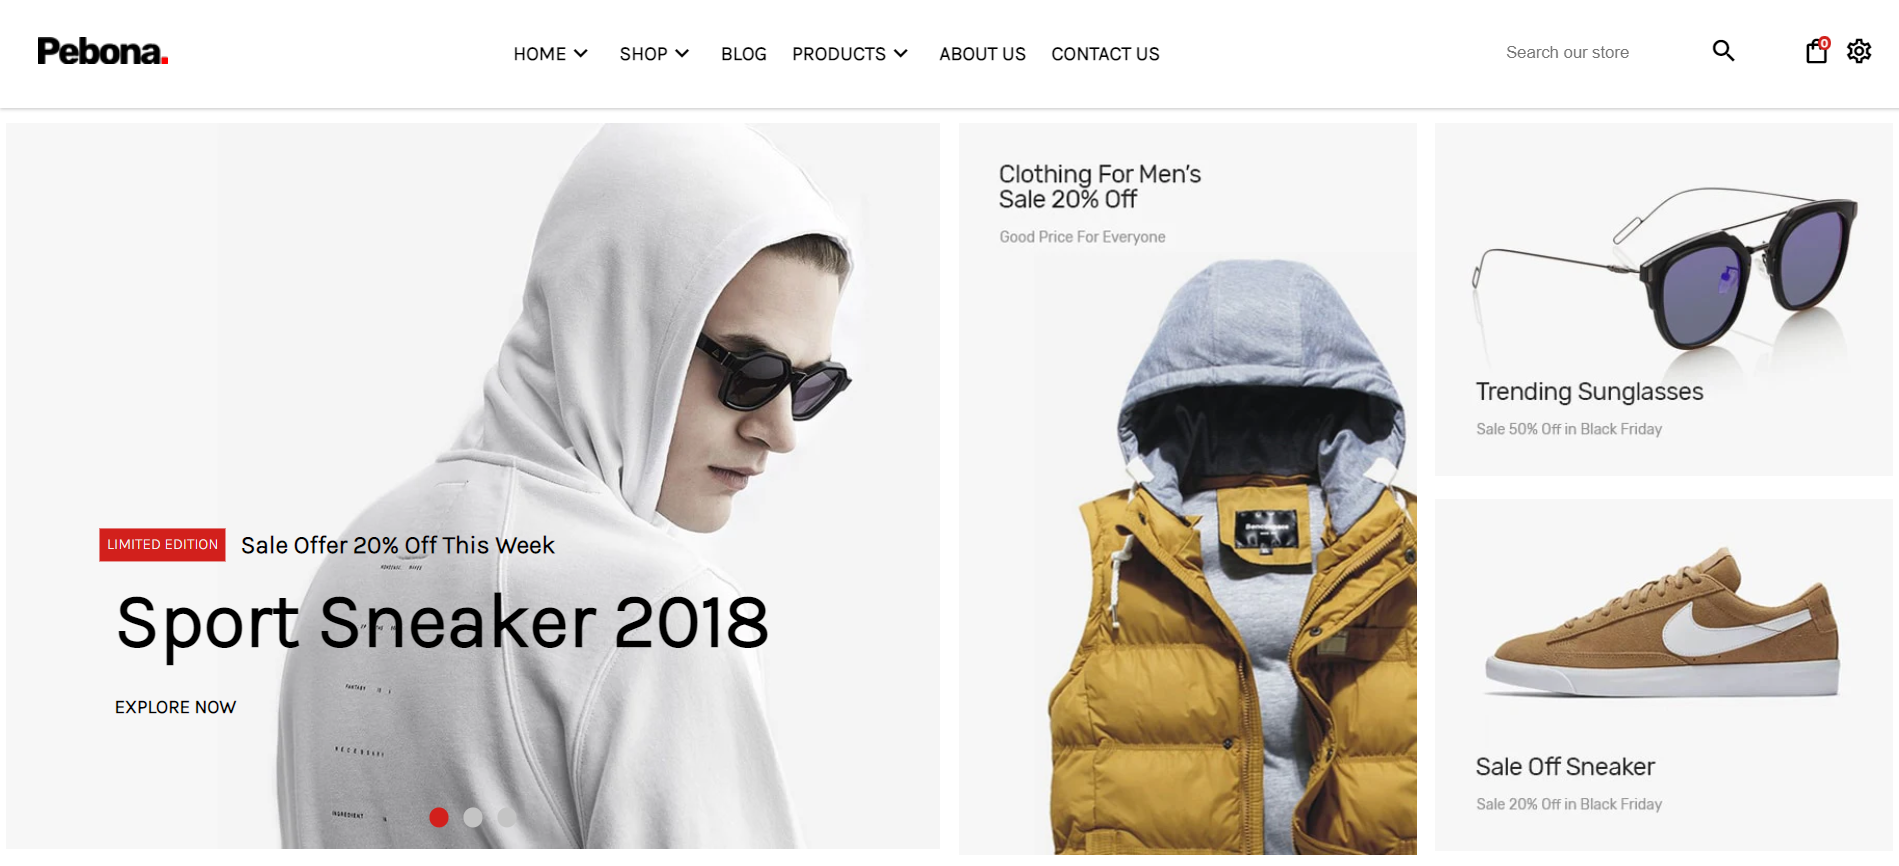 Pebona.
HOME
SHOP
BLOG
PRODUCTS
ABOUT US
CONTACT US
Search our store
0
LIMITED EDITION
Sale Offer 20% Off This Week
Sport Sneaker 2018
EXPLORE NOW
INGREDIENT
Clothing For Men's
Sale 20% Off
Good Price For Everyone
Trending Sunglasses
Sale 50% Off in Black Friday
Sale Off Sneaker
Sale 20% Off in Black Friday